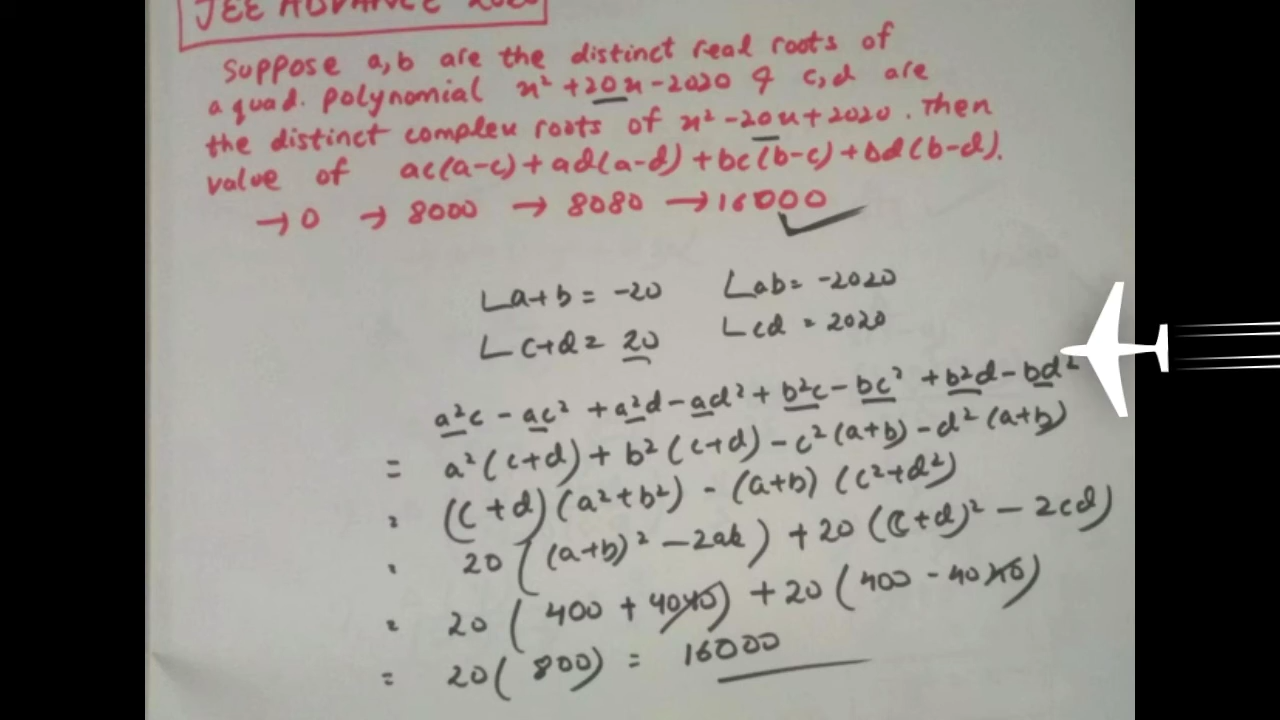 JEE ADVANCE 2020
Suppose a,b are the distinct real roots of
a quad. polynomial x² + 20x - 2020 & c,d are
the distinct complex roots of x² - 20x + 2020. Then
value of ac(a-c) + ad(a-d) + bc(b-c) + bd(b-d).
→ 0 → 8000 → 8080 → 16000
∟a+b = -20 ∟ab = -2020
∟c+d = 20 ∟cd = 2020
a²c - ac² + a²d - ad² + b²c - bc² + b²d - bd²
= a²(c+d) + b²(c+d) - c²(a+b) - d²(a+b)
= (c+d)(a²+b²) - (a+b)(c²+d²)
= 20((a+b)² - 2ab) + 20(c+d)² - 2cd)
= 20(400 + 4040) + 20(400 - 4040)
= 20(800) = 16000